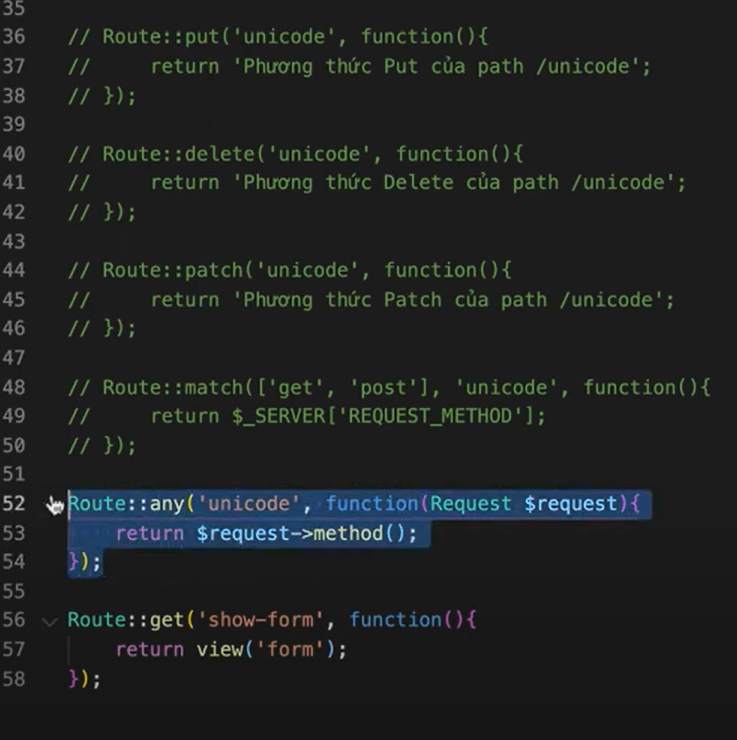 35
36 // Route::put('unicode', function(){
37 //     return 'Phương thức Put của path /unicode';
38 // });
39
40 // Route::delete('unicode', function(){
41 //     return 'Phương thức Delete của path /unicode';
42 // });
43
44 // Route::patch('unicode', function(){
45 //     return 'Phương thức Patch của path /unicode';
46 // });
47
48 // Route::match(['get', 'post'], 'unicode', function(){
49 //     return $_SERVER['REQUEST_METHOD'];
50 // });
51
52 Route::any('unicode', function(Request $request){
53     return $request->method();
54 });
55
56 Route::get('show-form', function(){
57     return view('form');
58 });